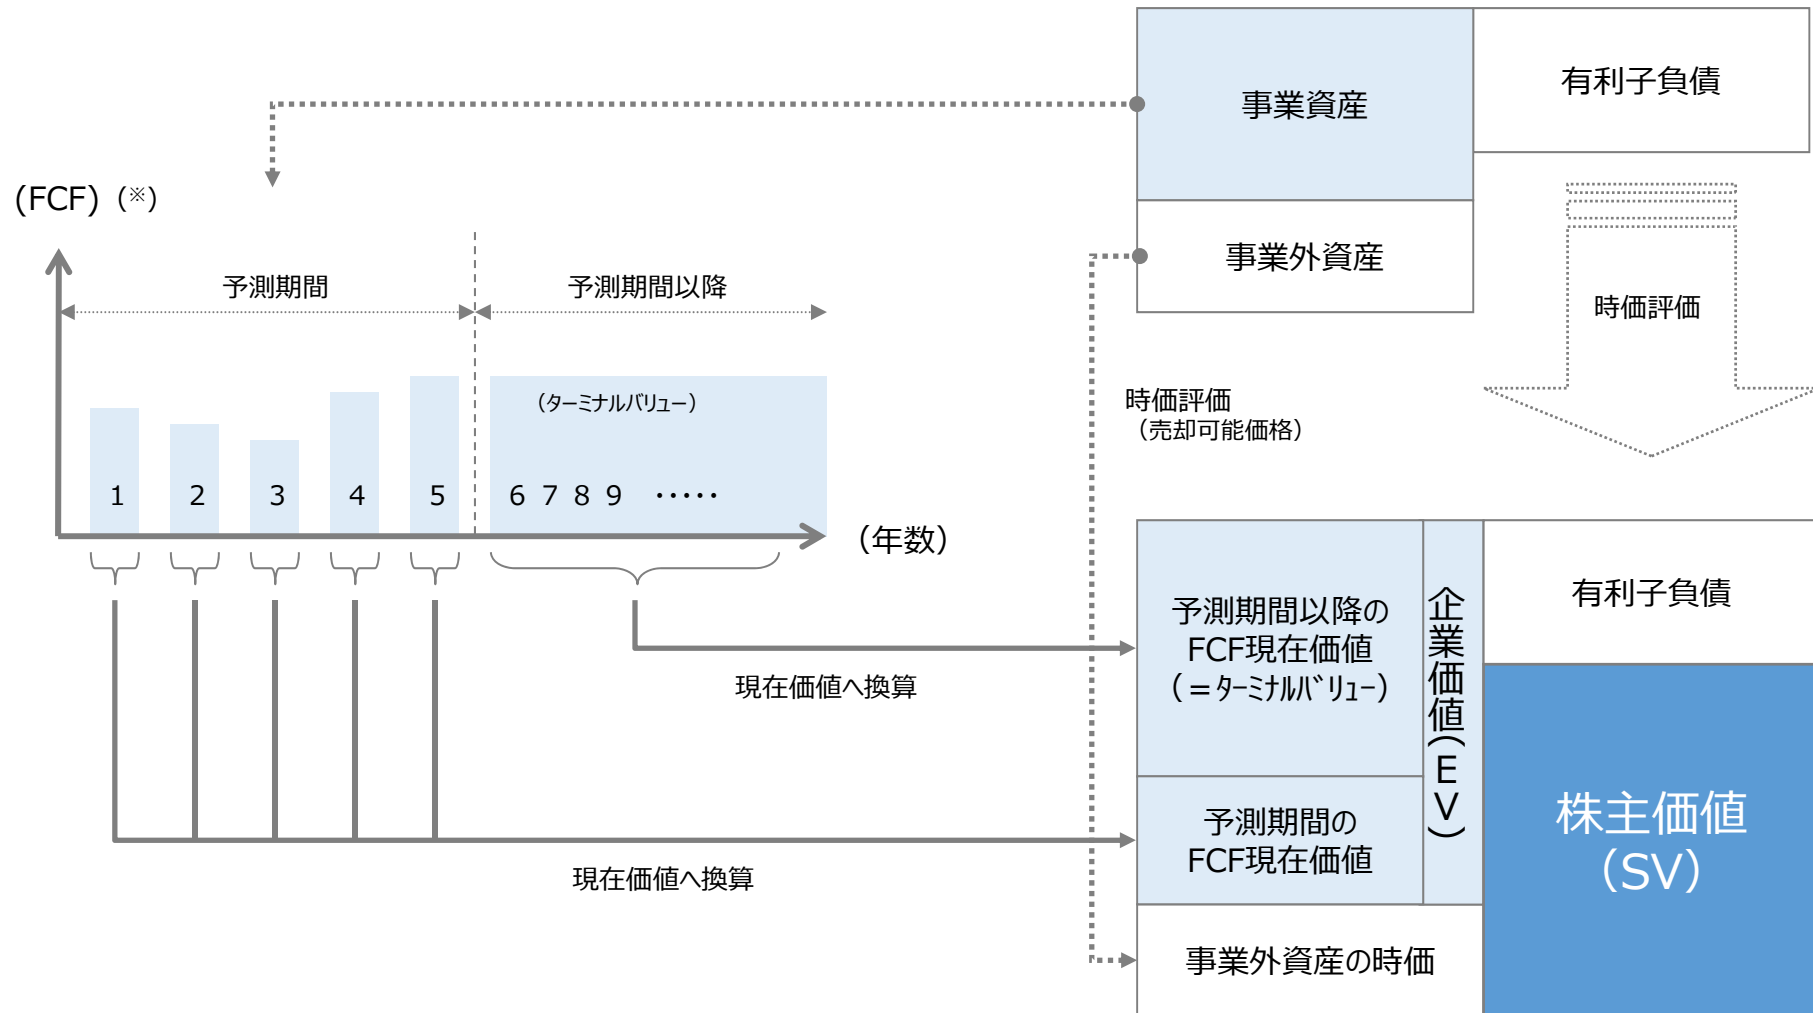 事業資産
有利子負債
(FCF)（※）
事業外資産
予測期間
予測期間以降
時価評価
（ターミナルバリュー）
時価評価
（売却可能価格）
1 2 3 4 5 6 7 8 9 ・・・・・
（年数）
予測期間以降の
FCF現在価値
（＝ﾀｰﾐﾅﾙﾊﾞﾘｭｰ）
企業価値(EV)
有利子負債
現在価値へ換算
株主価値
（SV）
予測期間の
FCF現在価値
現在価値へ換算
事業外資産の時価